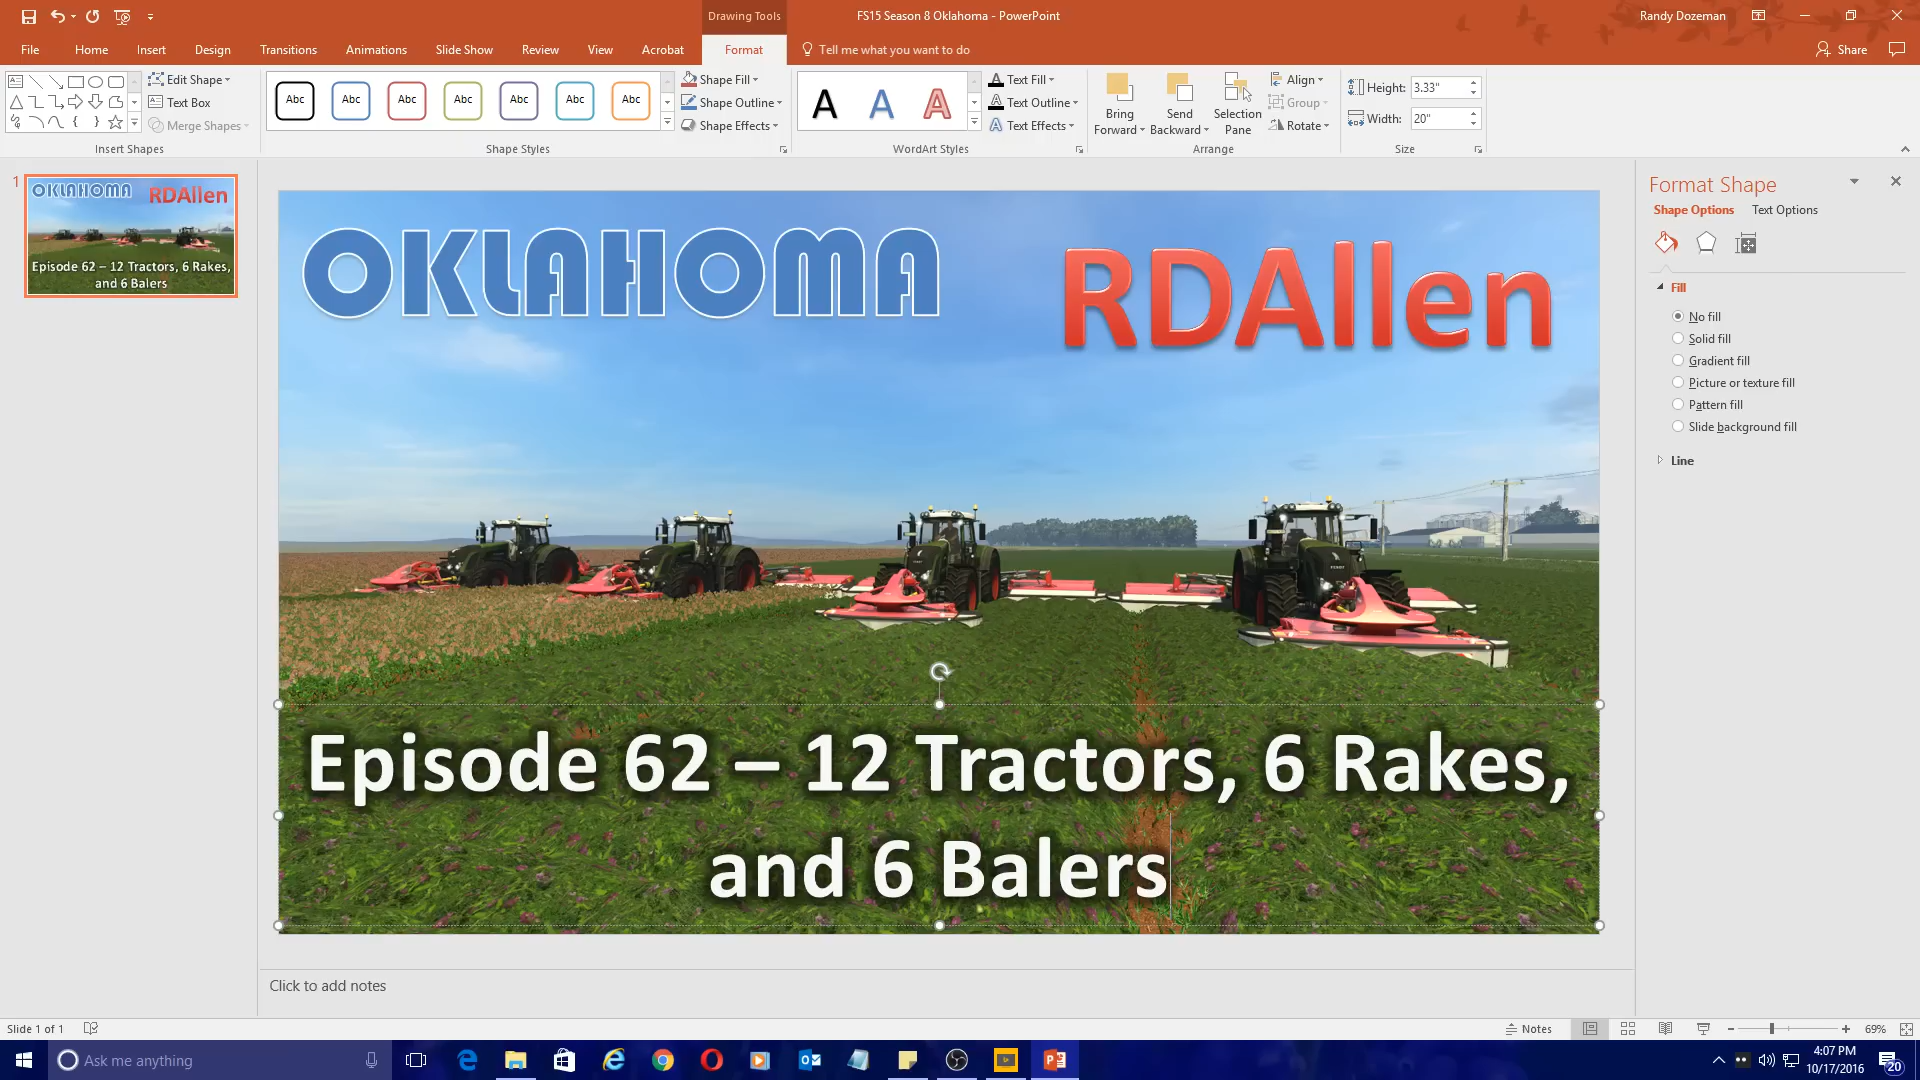 Drawing Tools
FS15 Season 8 Oklahoma - PowerPoint
Randy Dozeman
File Home Insert Design Transitions Animations Slide Show Review View Acrobat Format Tell me what you want to do Share
Edit Shape
Text Box
Merge Shapes
Insert Shapes
Abc Abc Abc Abc Abc Abc Abc
Shape Fill
Shape Outline
Shape Effects
Shape Styles
A A A
Text Fill
Text Outline
Text Effects
WordArt Styles
Bring Forward
Send Backward
Selection Pane
Align
Group
Rotate
Arrange
Height: 3.33"
Width: 20"
Size
1
OKLAHOMA RDAllen
Episode 62 – 12 Tractors, 6 Rakes,
and 6 Balers
OKLAHOMA RDAllen
Episode 62 – 12 Tractors, 6 Rakes,
and 6 Balers
Format Shape
Shape Options Text Options
Fill
No fill
Solid fill
Gradient fill
Picture or texture fill
Pattern fill
Slide background fill
Line
Click to add notes
Slide 1 of 1
Notes
69%
Ask me anything
4:07 PM
10/17/2016
20